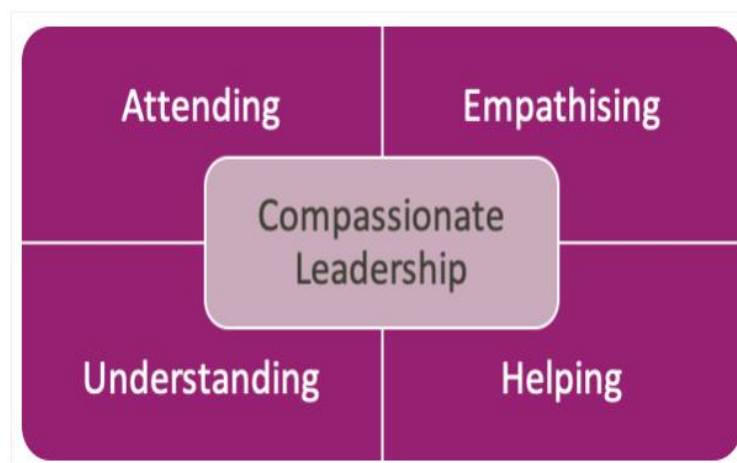 Attending
Empathising
Compassionate
Leadership
Understanding
Helping